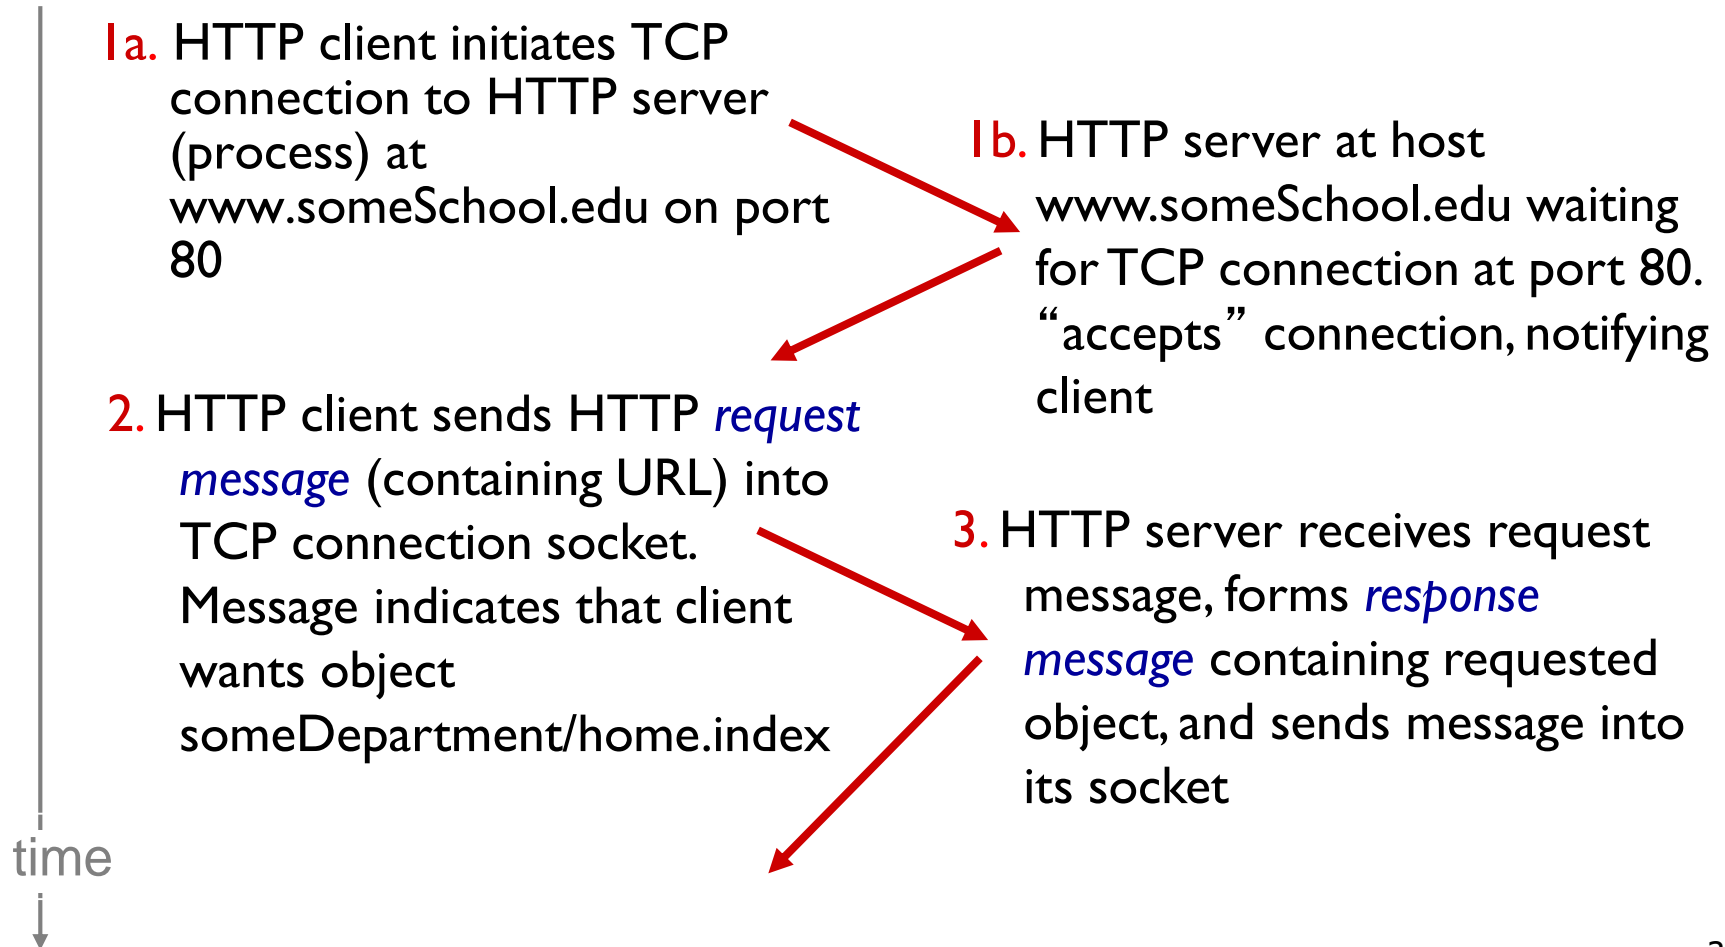 1a. HTTP client initiates TCP
connection to HTTP server
(process) at
www.someSchool.edu on port
80
1b. HTTP server at host
www.someSchool.edu waiting
for TCP connection at port 80.
“accepts” connection, notifying
client
2. HTTP client sends HTTP request
message (containing URL) into
TCP connection socket.
Message indicates that client
wants object
someDepartment/home.index
3. HTTP server receives request
message, forms response
message containing requested
object, and sends message into
its socket
time